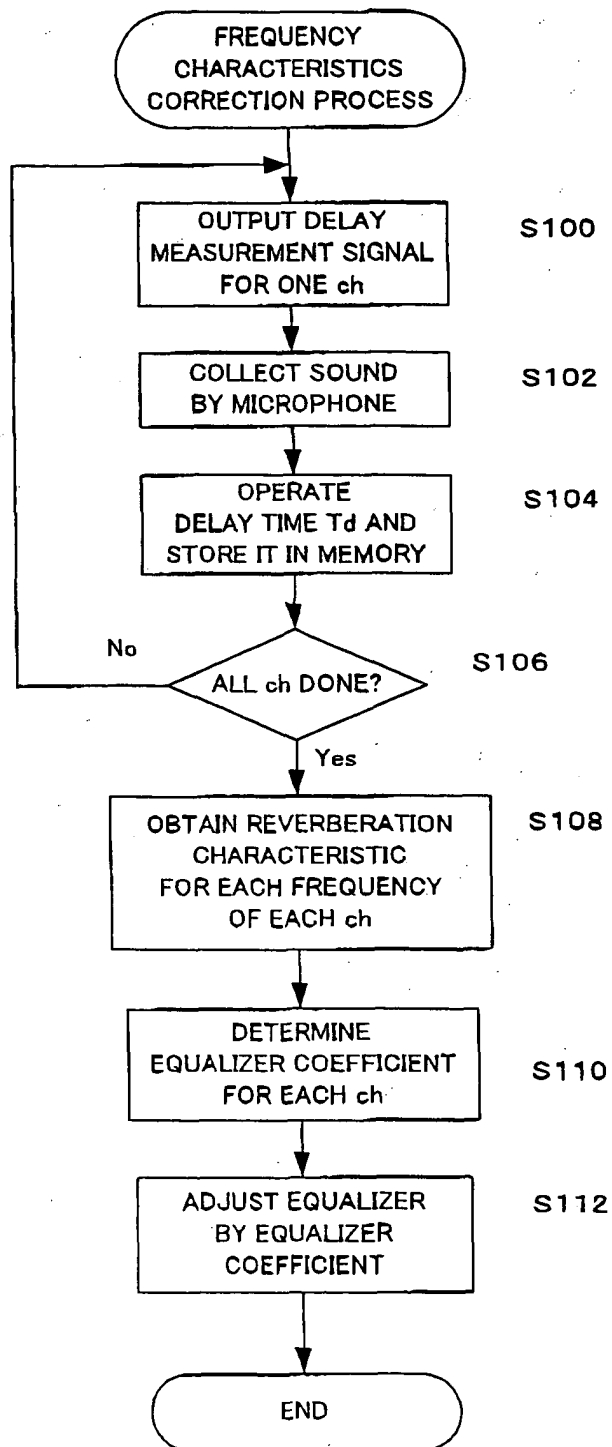 FREQUENCY
CHARACTERISTICS
CORRECTION PROCESS
OUTPUT DELAY
MEASUREMENT SIGNAL
FOR ONE ch
S100
COLLECT SOUND
BY MICROPHONE
S102
OPERATE
DELAY TIME Td AND
STORE IT IN MEMORY
S104
No
ALL ch DONE?
S106
Yes
OBTAIN REVERBERATION
CHARACTERISTIC
FOR EACH FREQUENCY
OF EACH ch
S108
DETERMINE
EQUALIZER COEFFICIENT
FOR EACH ch
S110
ADJUST EQUALIZER
BY EQUALIZER
COEFFICIENT
S112
END